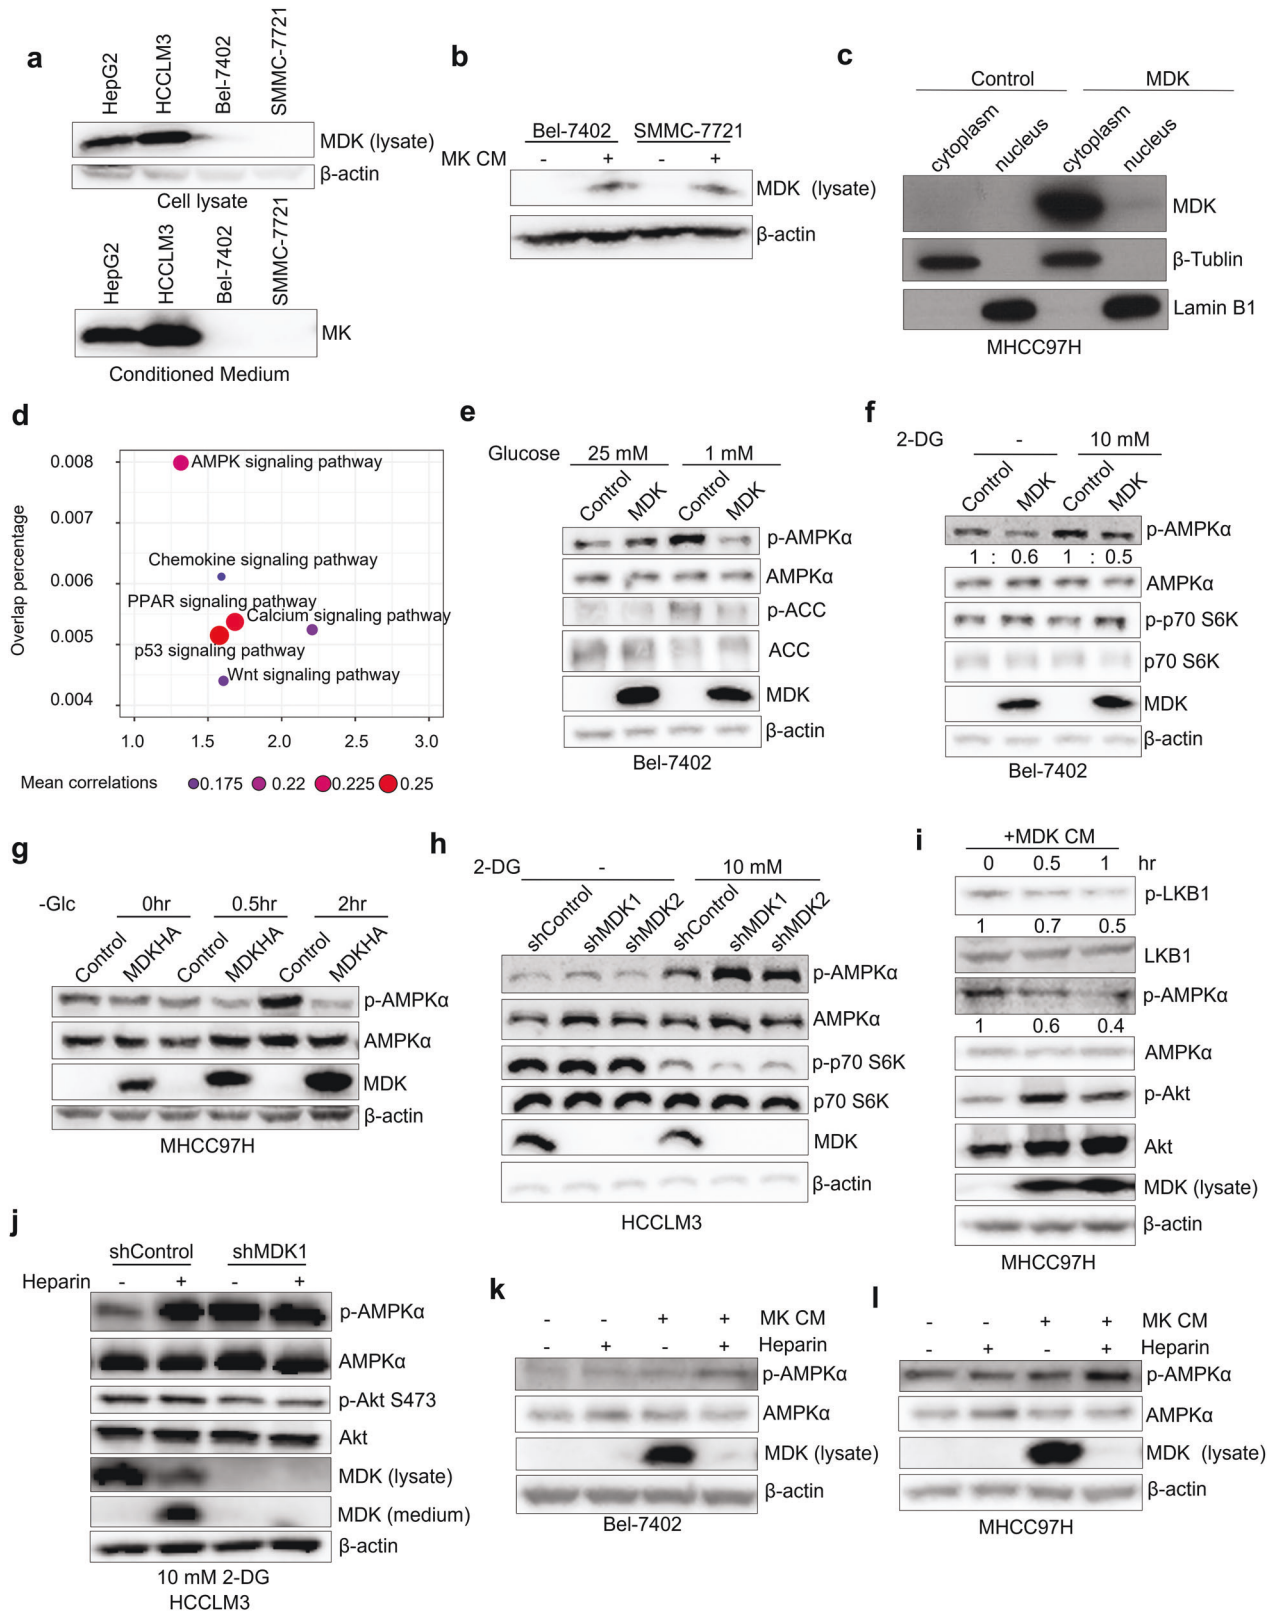 a
HepG2
HCCLM3
Bel-7402
SMMC-7721
MDK (lysate)
β-actin
Cell lysate
HepG2
HCCLM3
Bel-7402
SMMC-7721
MK
Conditioned Medium
b
Bel-7402 SMMC-7721
MK CM - + - +
MDK (lysate)
β-actin
c
Control MDK
cytoplasm nucleus cytoplasm nucleus
MDK
β-Tublin
Lamin B1
MHCC97H
d
Overlap percentage
0.008
0.007
0.006
0.005
0.004
AMPK signaling pathway
Chemokine signaling pathway
PPAR signaling pathway
Calcium signaling pathway
p53 signaling pathway
Wnt signaling pathway
1.0 1.5 2.0 2.5 3.0
Mean correlations 0.175 0.22 0.225 0.25
e
Glucose 25 mM 1 mM
Control MDK Control MDK
p-AMPKα
AMPKα
p-ACC
ACC
MDK
β-actin
Bel-7402
f
2-DG - 10 mM
Control MDK Control MDK
p-AMPKα
1 : 0.6 1 : 0.5
AMPKα
p-p70 S6K
p70 S6K
MDK
β-actin
Bel-7402
g
-Glc 0hr 0.5hr 2hr
Control MDKHA Control MDKHA Control MDKHA
p-AMPKα
AMPKα
MDK
β-actin
MHCC97H
h
2-DG - 10 mM
shControl shMDK1 shMDK2 shControl shMDK1 shMDK2
p-AMPKα
AMPKα
p-p70 S6K
p70 S6K
MDK
β-actin
HCCLM3
i
+MDK CM
0 0.5 1 hr
p-LKB1
1 0.7 0.5
LKB1
p-AMPKα
1 0.6 0.4
AMPKα
p-Akt
Akt
MDK (lysate)
β-actin
MHCC97H
j
shControl shMDK1
Heparin - + - +
p-AMPKα
AMPKα
p-Akt S473
Akt
MDK (lysate)
MDK (medium)
β-actin
10 mM 2-DG
HCCLM3
k
- - + + MK CM
- + - + Heparin
p-AMPKα
AMPKα
MDK (lysate)
β-actin
Bel-7402
l
- - + + MK CM
- + - + Heparin
p-AMPKα
AMPKα
MDK (lysate)
β-actin
MHCC97H